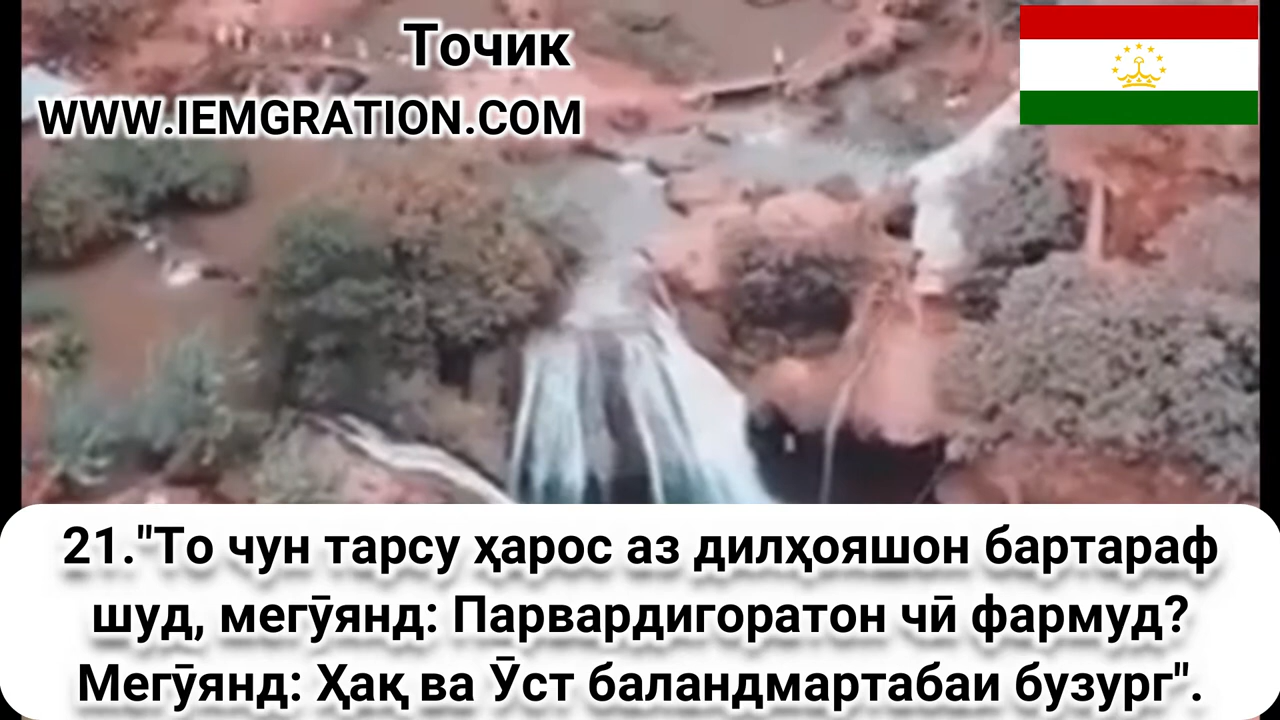 Точик
WWW.IEMGRATION.COM
21."То чун тарсу ҳарос аз дилҳояшон бартараф
шуд, мегӯянд: Парвардигоратон чӣ фармуд?
Мегӯянд: Ҳақ ва Ӯст баландмартабаи бузург".